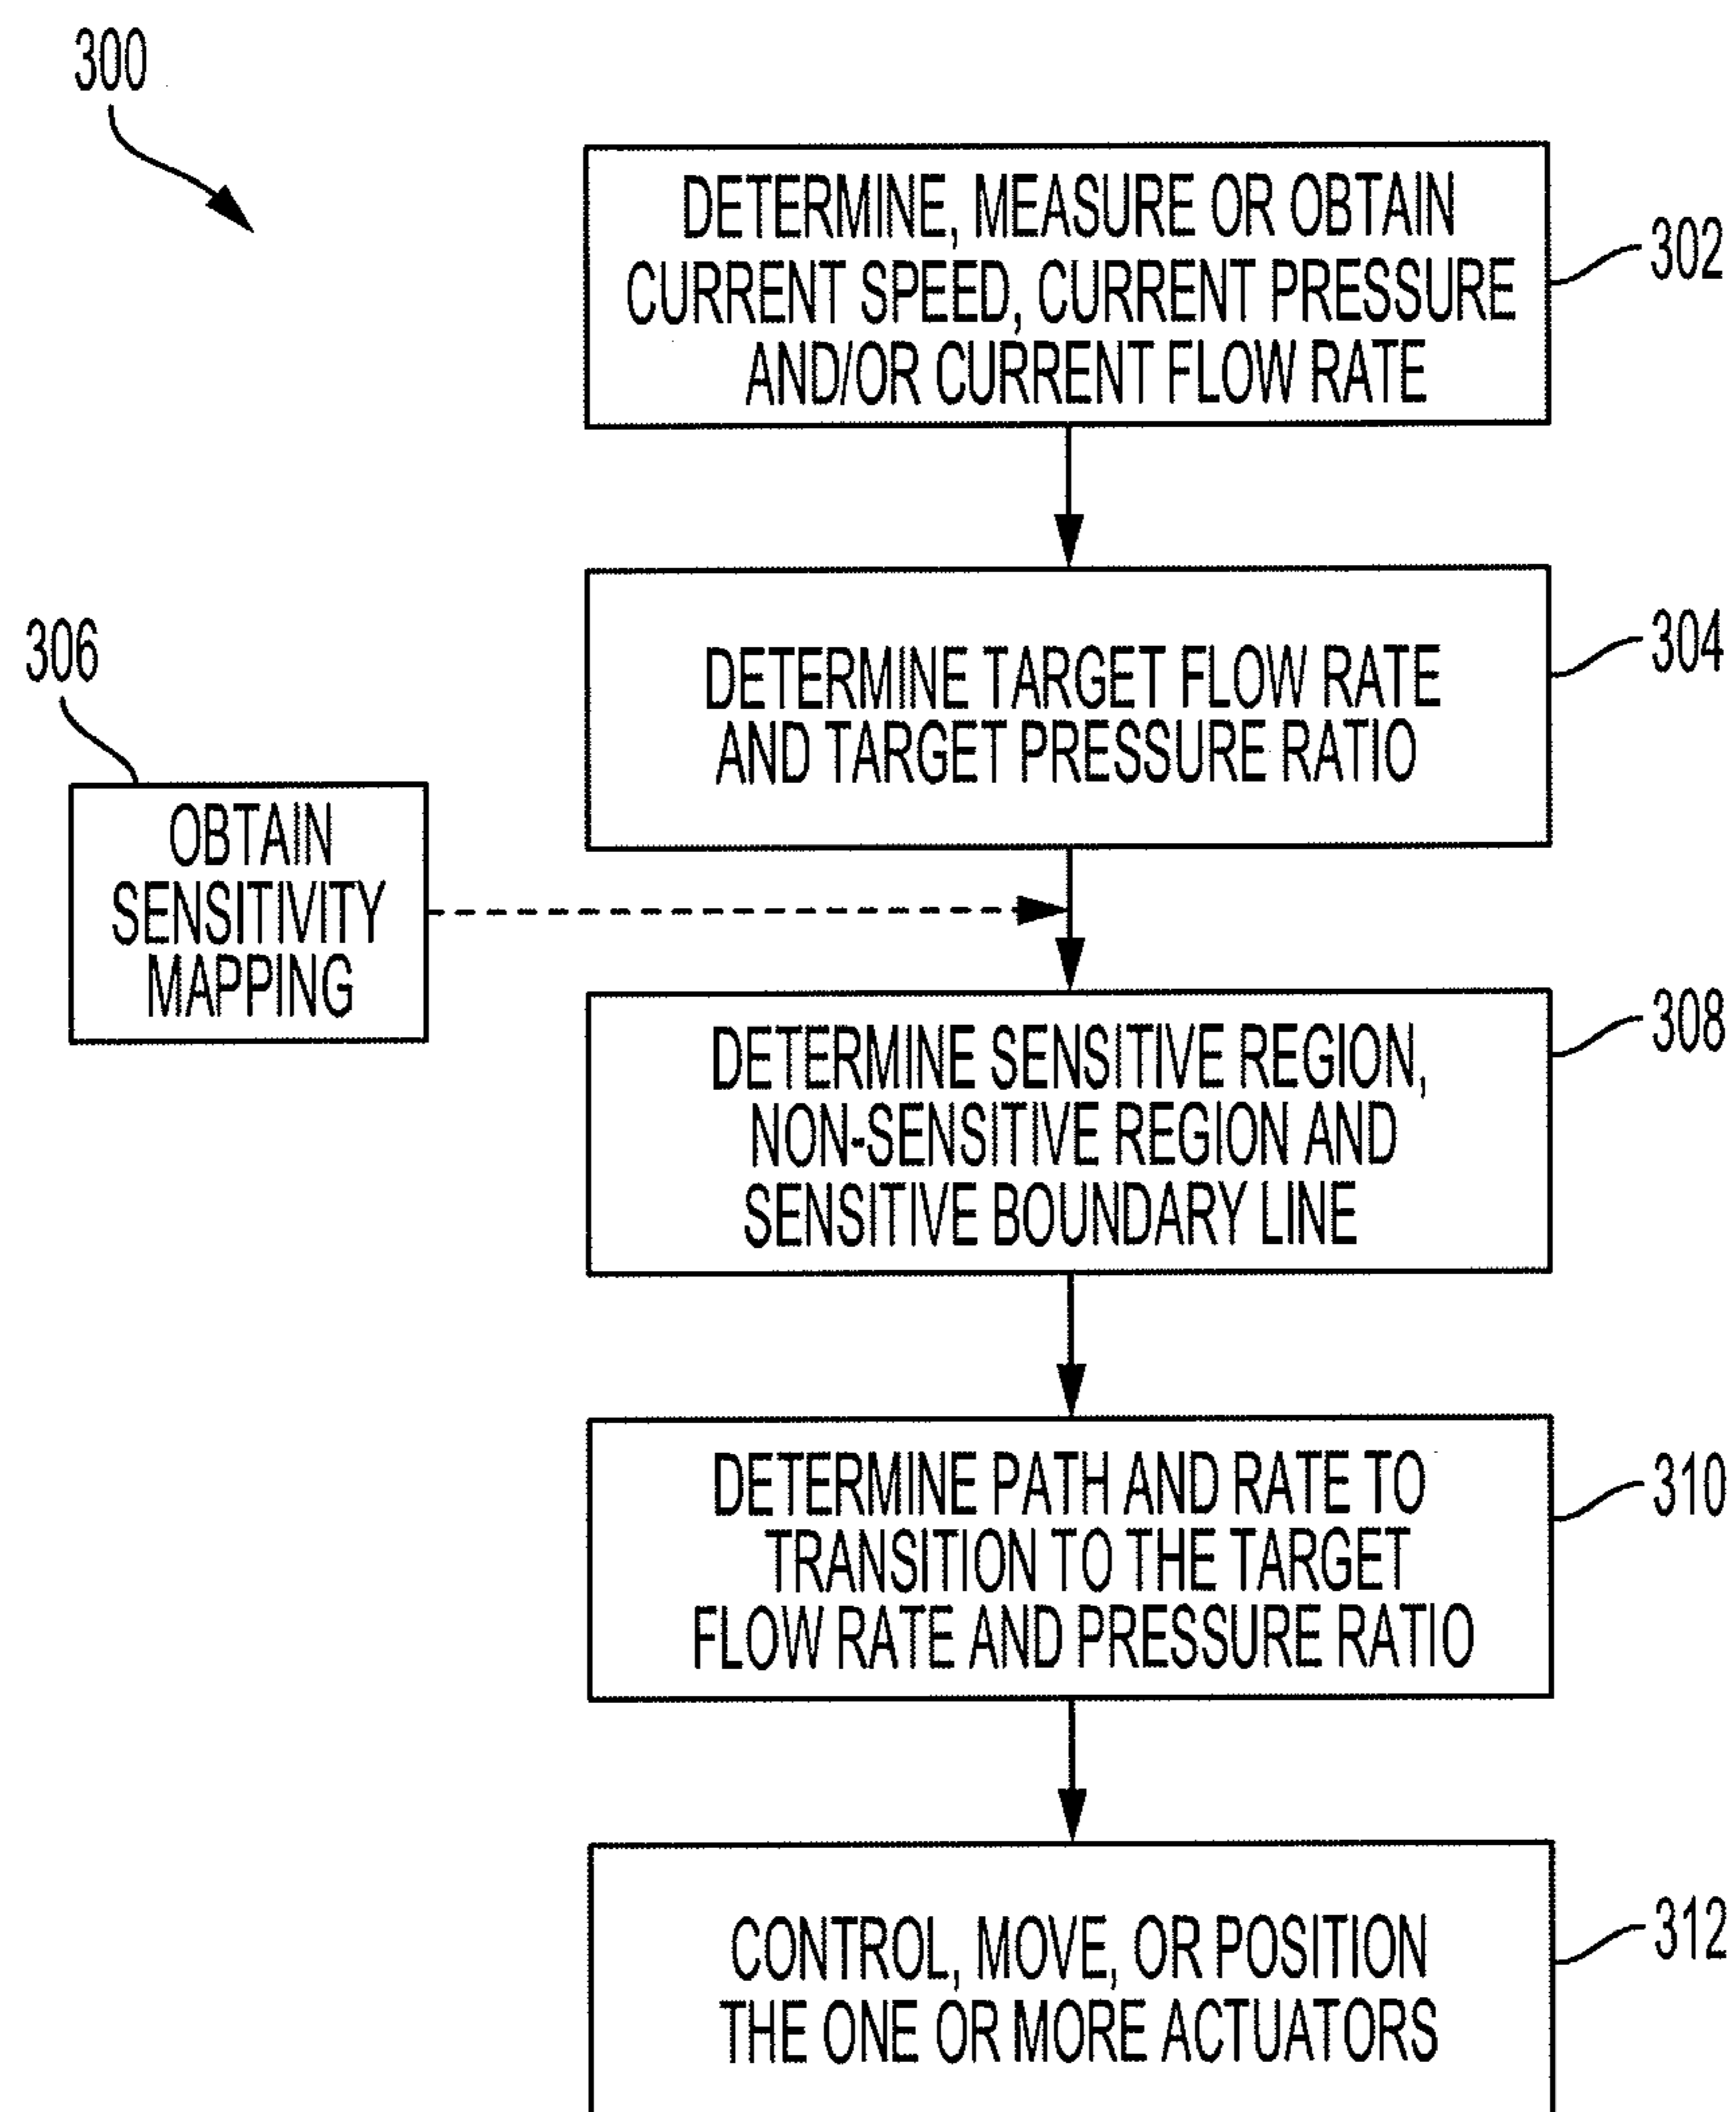 300
DETERMINE, MEASURE OR OBTAIN
CURRENT SPEED, CURRENT PRESSURE
AND/OR CURRENT FLOW RATE
302
DETERMINE TARGET FLOW RATE
AND TARGET PRESSURE RATIO
304
306
OBTAIN
SENSITIVITY
MAPPING
DETERMINE SENSITIVE REGION,
NON-SENSITIVE REGION AND
SENSITIVE BOUNDARY LINE
308
DETERMINE PATH AND RATE TO
TRANSITION TO THE TARGET
FLOW RATE AND PRESSURE RATIO
310
CONTROL, MOVE, OR POSITION
THE ONE OR MORE ACTUATORS
312